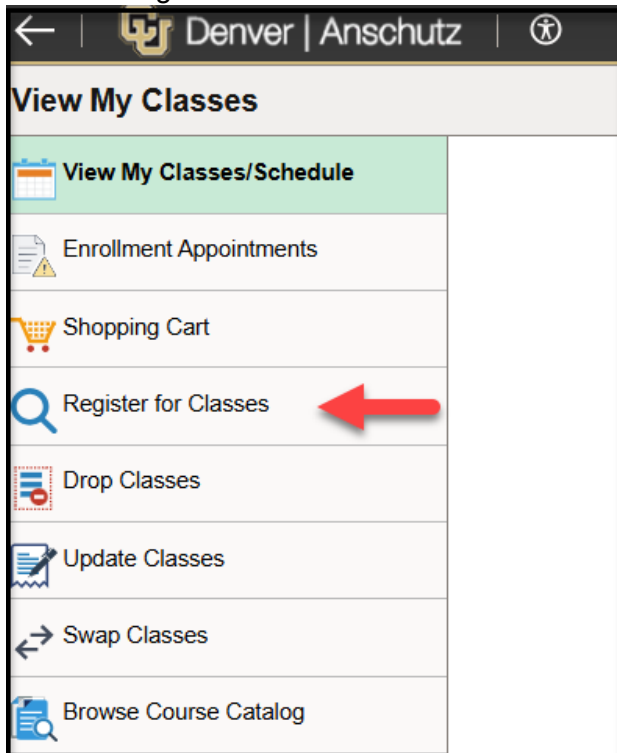 Denver | Anschutz
View My Classes
View My Classes/Schedule
Enrollment Appointments
Shopping Cart
Register for Classes
Drop Classes
Update Classes
Swap Classes
Browse Course Catalog